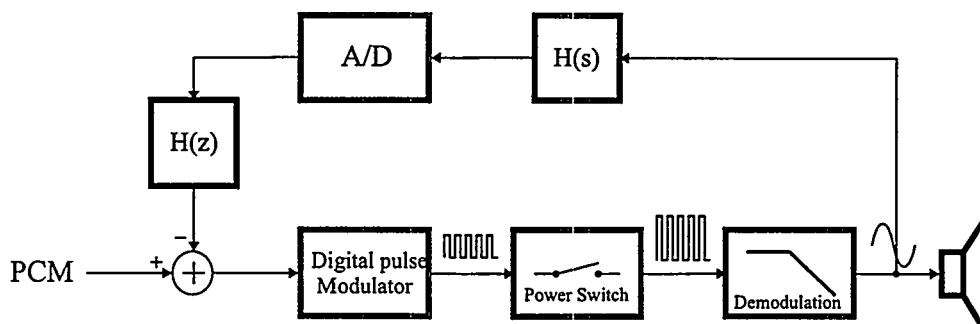 A/D
H(s)
H(z)
−
PCM
+
+
Digital pulse
Modulator
Power Switch
Demodulation